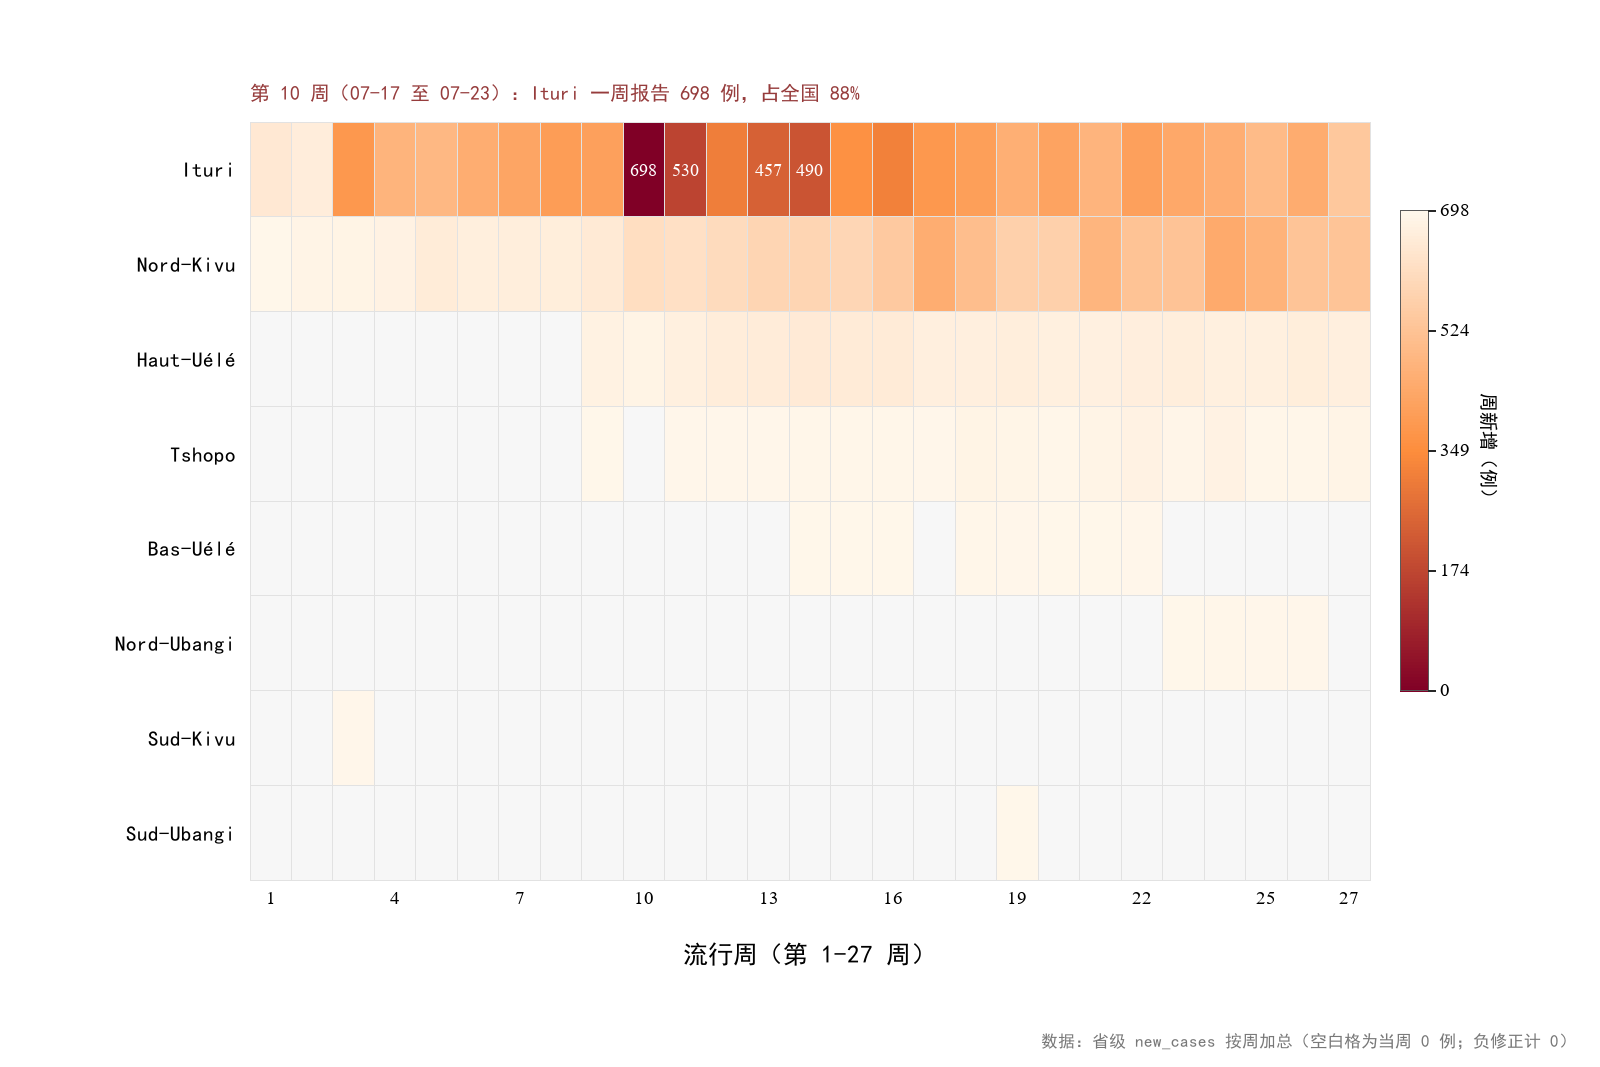 第 10 周（07-17 至 07-23）：Ituri 一周报告 698 例，占全国 88%
Ituri
698 530 457 490
Nord-Kivu
Haut-Uélé
Tshopo
Bas-Uélé
Nord-Ubangi
Sud-Kivu
Sud-Ubangi
1 4 7 10 13 16 19 22 25 27
流行周（第 1-27 周）
698
524
349
174
0
周新增（例）
数据：省级 new_cases 按周加总（空白格为当周 0 例；负修正计 0）